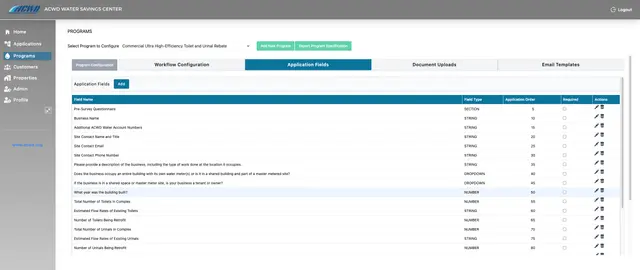 ACWD ACWD WATER SAVINGS CENTER Logout
Home
Applications
Programs
Customers
Properties
Admin
Profile
www.acwd.org
PROGRAMS
Select Program to Configure Commercial Ultra High-Efficiency Toilet and Urinal Rebate
Add New Program Historic Program Classification
Program Configuration Workflow Configuration Application Fields Document Uploads Email Templates
Application Fields Add
Field Name Field Type Application Order Required Actions
Pre-Survey Questionnaire SECTION 5
Business Name STRING 10
Additional ACWD Water Account Numbers STRING 15
Site Contact Name and Title STRING 20
Site Contact Email STRING 25
Site Contact Phone Number STRING 30
Please provide a description of the business, including the type of work done at the location it occupies. STRING 35
Does the business occupy an entire building with its own water meter(s) or is it in a shared building and part of a master metered site? DROPDOWN 40
If the business is in a shared space or master meter site, is your business a tenant or owner? DROPDOWN 45
What year was the building built? NUMBER 50
Total Number of Toilets in Complex NUMBER 55
Estimated Flow Rates of Existing Toilets STRING 60
Number of Toilets Being Retrofit NUMBER 65
Total Number of Urinals in Complex NUMBER 70
Estimated Flow Rates of Existing Urinals STRING 75
Number of Urinals Being Retrofit NUMBER 80